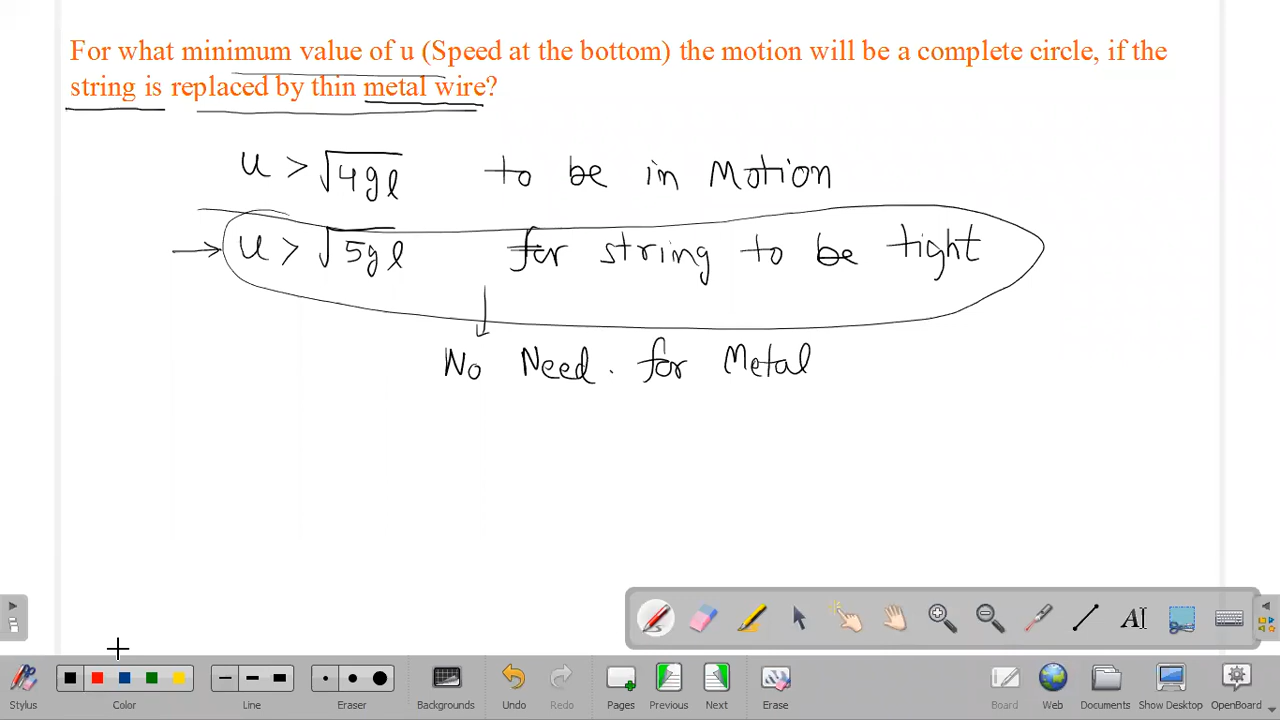 For what minimum value of u (Speed at the bottom) the motion will be a complete circle, if the
string is replaced by thin metal wire?
u > √4gl to be in Motion
→ u > √5gl for string to be tight
↓
No Need. for Metal
AI
Stylus Color Line Eraser Backgrounds Undo Redo Pages Previous Next Erase Board Web Documents Show Desktop OpenBoard